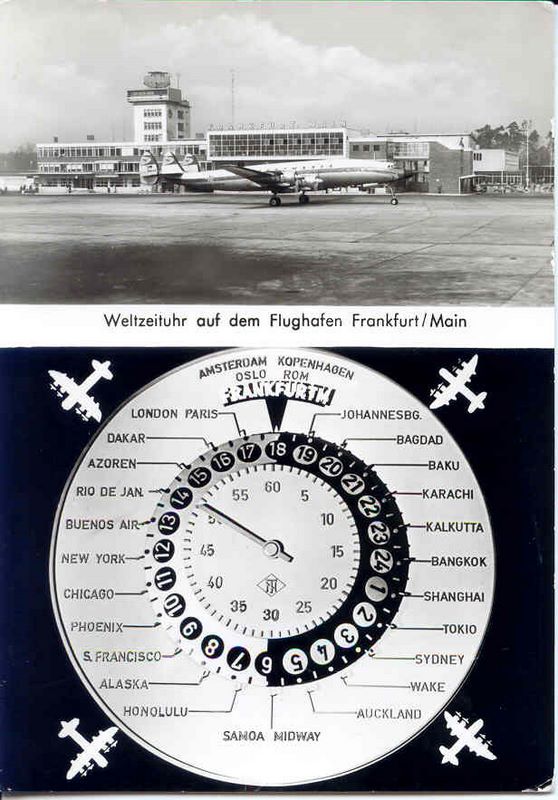 FRANKFURT MAIN
Weltzeituhr auf dem Flughafen Frankfurt/Main
AMSTERDAM KOPENHAGEN
OSLO ROM
FRANKFURTM
LONDON PARIS
JOHANNESBG.
DAKAR
BAGDAD
AZOREN
BAKU
RIO DE JAN.
KARACHI
BUENOS AIR.
KALKUTTA
NEW YORK
BANGKOK
CHICAGO
SHANGHAI
PHOENIX
TOKIO
S. FRANCISCO
SYDNEY
ALASKA
WAKE
HONOLULU
AUCKLAND
SAMOA MIDWAY
18 19 20 21 22 23 24 1 2 3 4 5 6 7 8 9 10 11 12 13 14 15 16 17
60 5 10 15 20 25 30 35 40 45 50 55